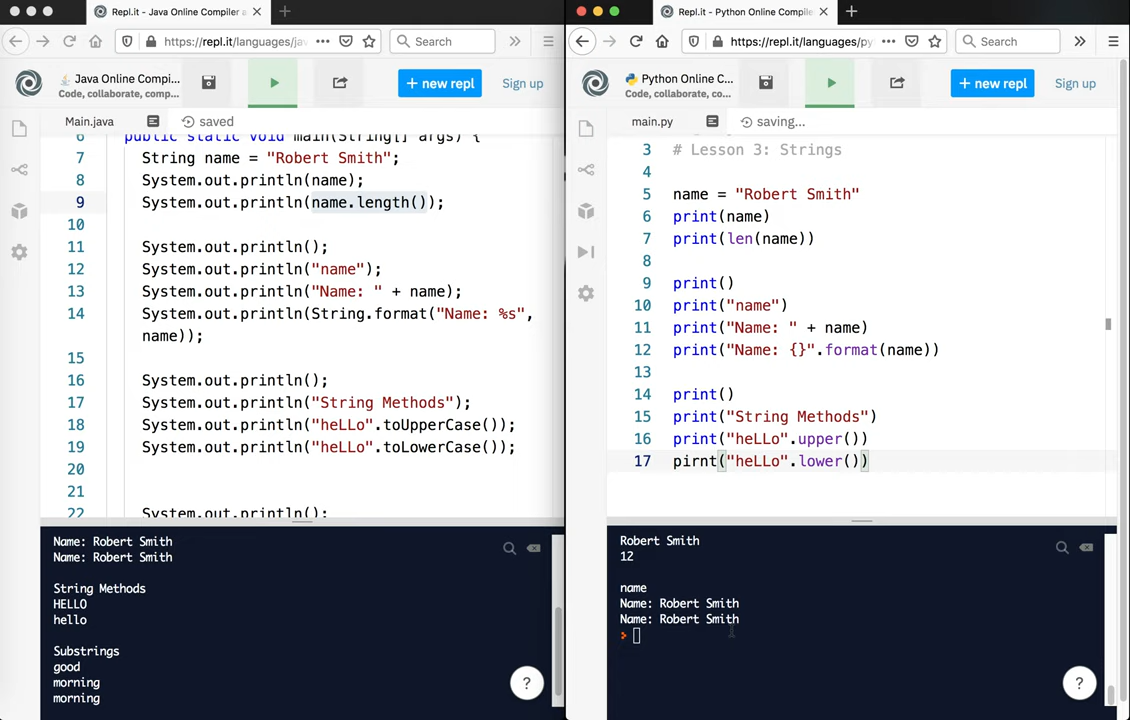 Repl.it - Java Online Compiler a
https://repl.it/languages/jav
Search
Java Online Compi...
Code, collaborate, comp...
+ new repl
Sign up
Main.java
saved
6 public static void main(String[] args) {
7 String name = "Robert Smith";
8 System.out.println(name);
9 System.out.println(name.length());
10
11 System.out.println();
12 System.out.println("name");
13 System.out.println("Name: " + name);
14 System.out.println(String.format("Name: %s",
name));
15
16 System.out.println();
17 System.out.println("String Methods");
18 System.out.println("heLLo".toUpperCase());
19 System.out.println("heLLo".toLowerCase());
20
21
22 System.out.println();
Name: Robert Smith
Name: Robert Smith
String Methods
HELLO
hello
Substrings
good
morning
morning
?
Repl.it - Python Online Compile
https://repl.it/languages/py
Search
Python Online C...
Code, collaborate, co...
+ new repl
Sign up
main.py
saving...
3 # Lesson 3: Strings
4
5 name = "Robert Smith"
6 print(name)
7 print(len(name))
8
9 print()
10 print("name")
11 print("Name: " + name)
12 print("Name: {}".format(name))
13
14 print()
15 print("String Methods")
16 print("heLLo".upper())
17 pirnt("heLLo".lower())
Robert Smith
12
name
Name: Robert Smith
Name: Robert Smith
?